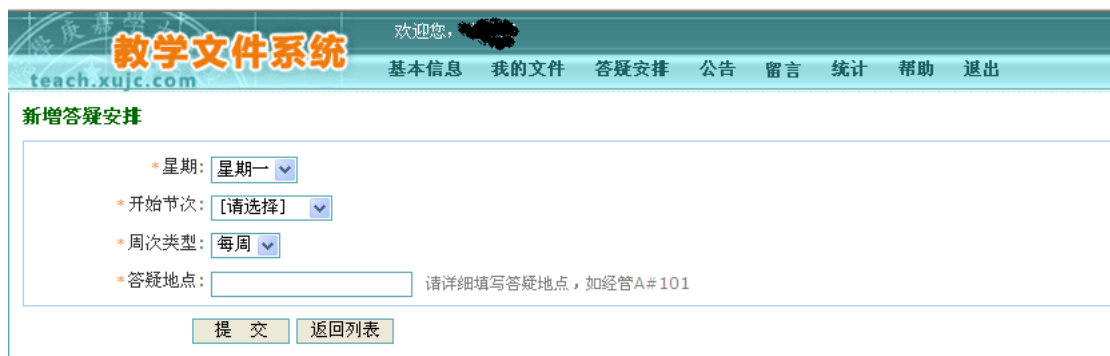 欢迎您,
教学文件系统
teach.xujc.com
基本信息 我的文件 答疑安排 公告 留言 统计 帮助 退出
新增答疑安排
*星期: 星期一
*开始节次: [请选择]
*周次类型: 每周
*答疑地点: 请详细填写答疑地点,如经管A#101
提 交 返回列表